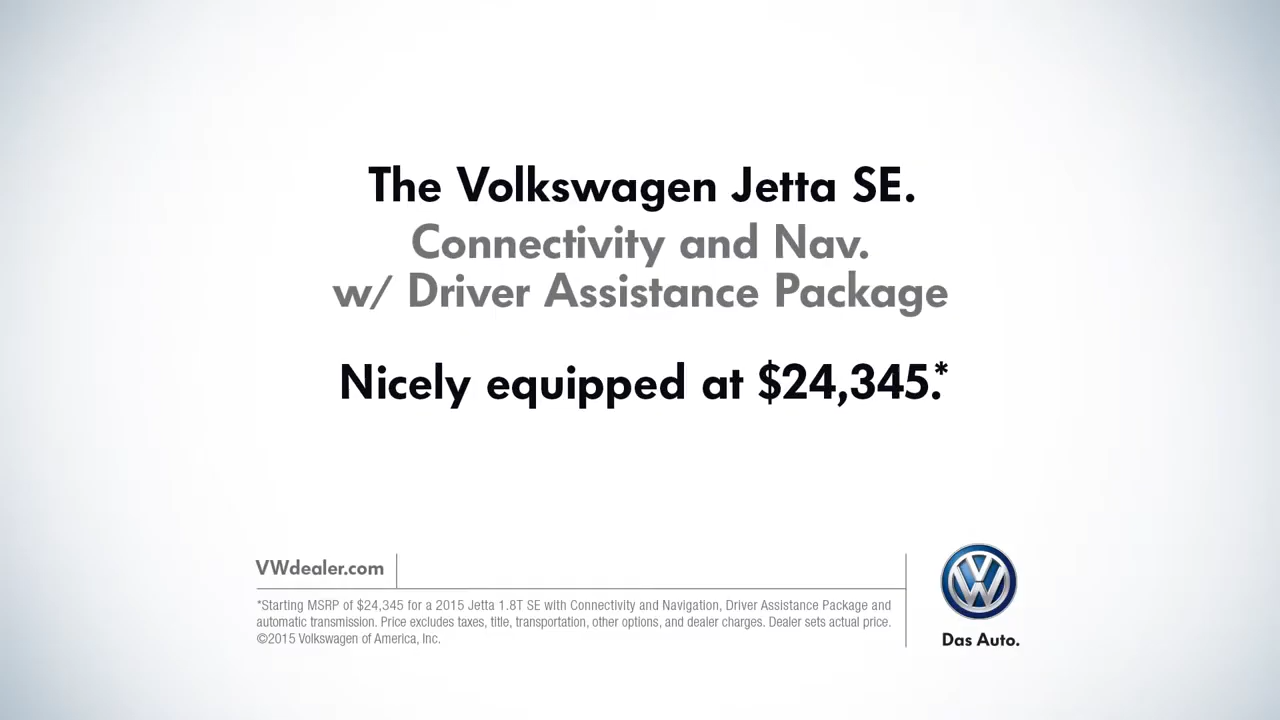 The Volkswagen Jetta SE.
Connectivity and Nav.
w/ Driver Assistance Package
Nicely equipped at $24,345.*
VWdealer.com
*Starting MSRP of $24,345 for a 2015 Jetta 1.8T SE with Connectivity and Navigation, Driver Assistance Package and
automatic transmission. Price excludes taxes, title, transportation, other options, and dealer charges. Dealer sets actual price.
©2015 Volkswagen of America, Inc.
VW
Das Auto.